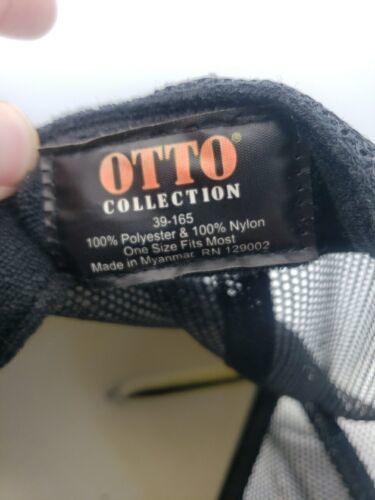 OTTO®
COLLECTION
39-165
100% Polyester & 100% Nylon
One Size Fits Most
Made in Myanmar RN 129002